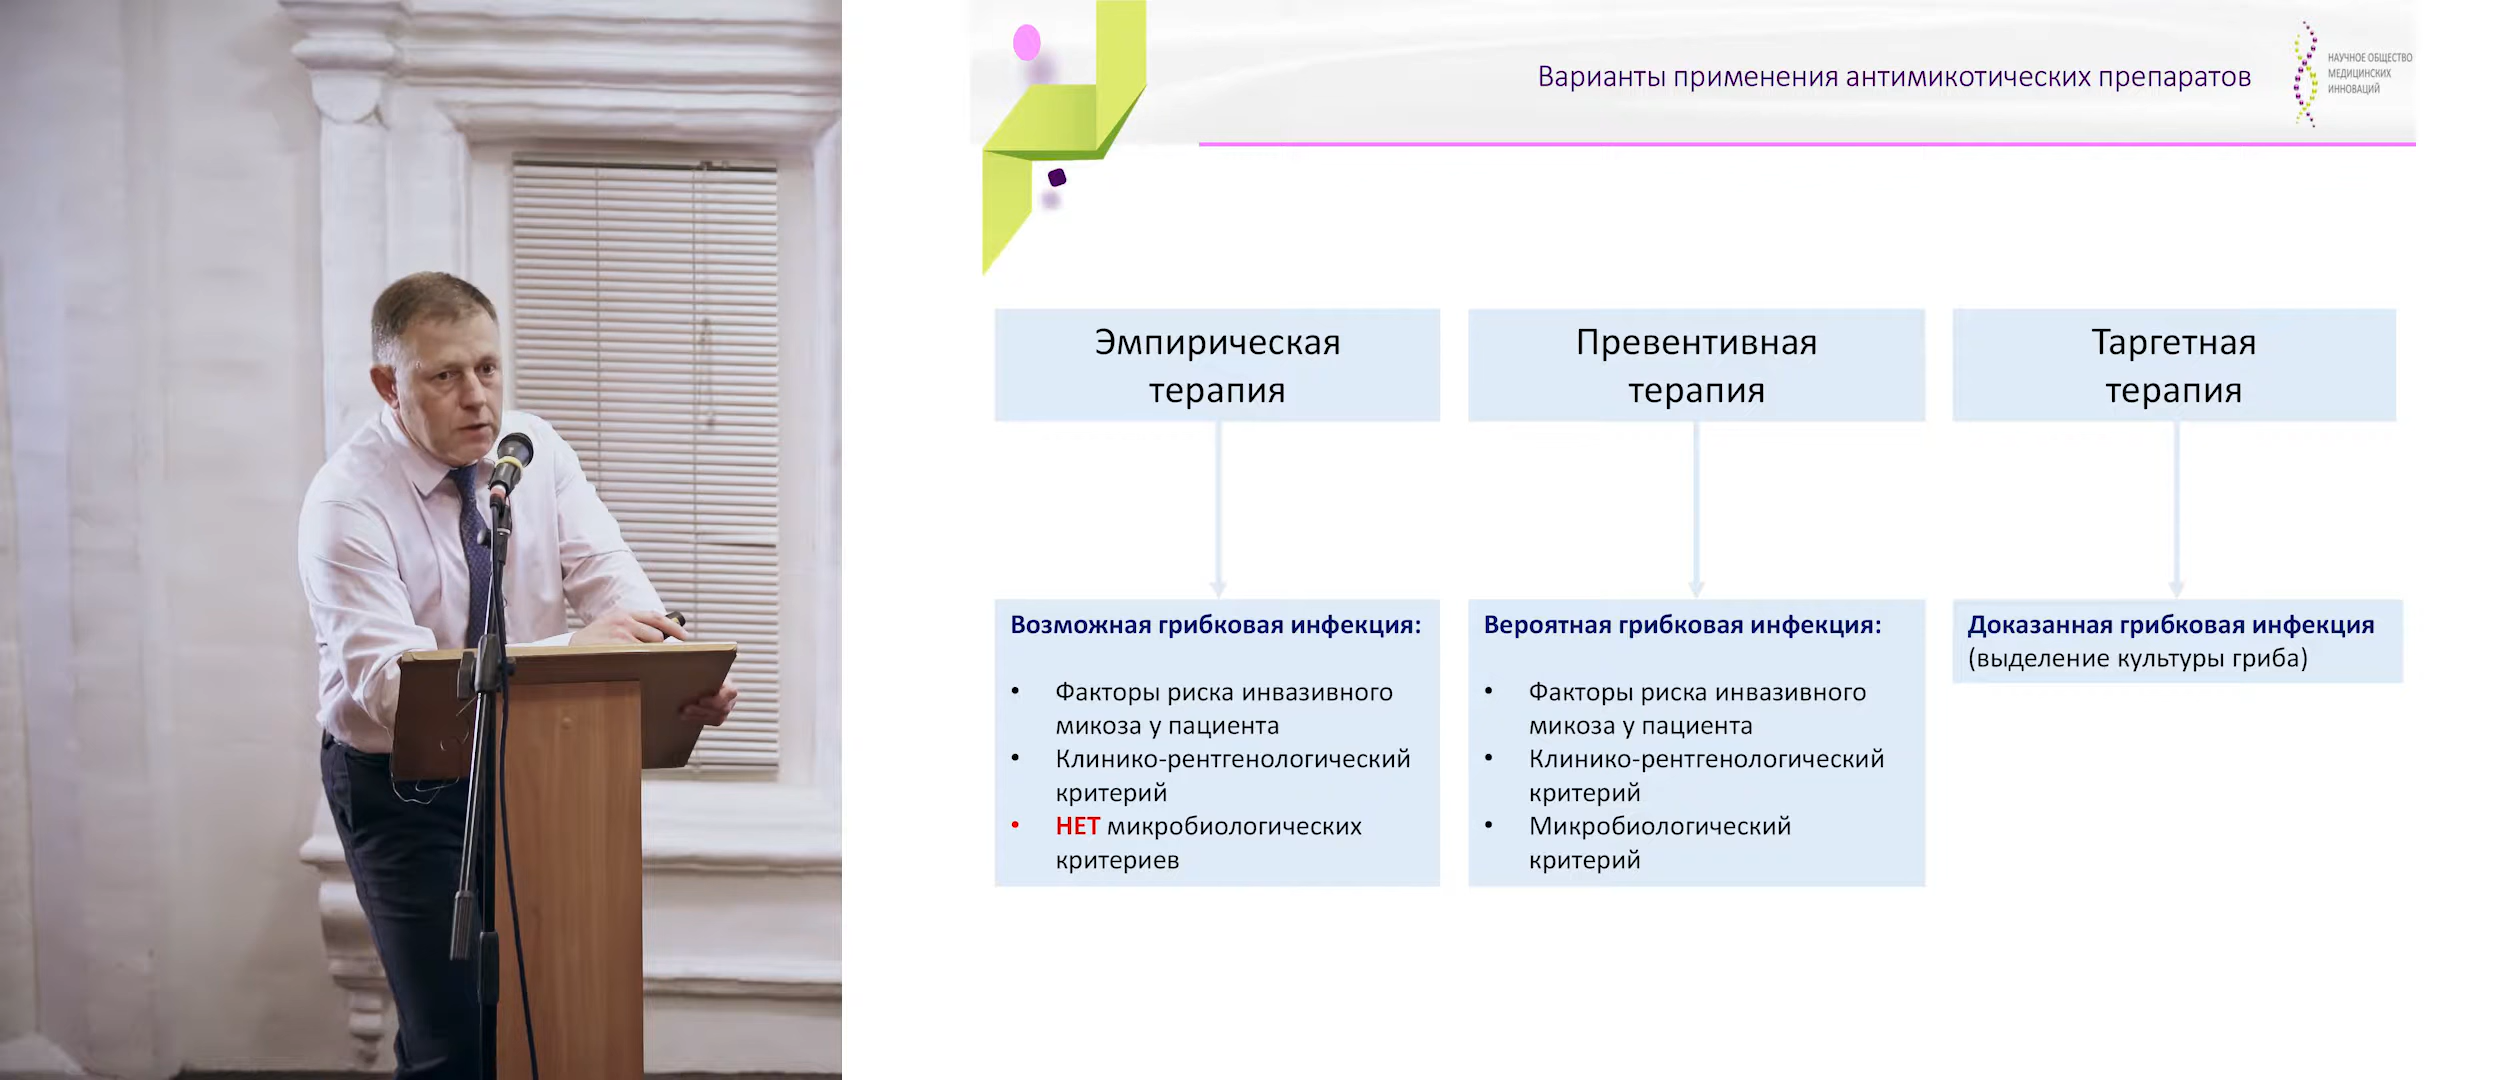 Варианты применения антимикотических препаратов
НАУЧНОЕ ОБЩЕСТВО
МЕДИЦИНСКИХ
ИННОВАЦИЙ
Эмпирическая
терапия
Превентивная
терапия
Таргетная
терапия
Возможная грибковая инфекция:
• Факторы риска инвазивного
микоза у пациента
• Клинико-рентгенологический
критерий
• НЕТ микробиологических
критериев
Вероятная грибковая инфекция:
• Факторы риска инвазивного
микоза у пациента
• Клинико-рентгенологический
критерий
• Микробиологический
критерий
Доказанная грибковая инфекция
(выделение культуры гриба)